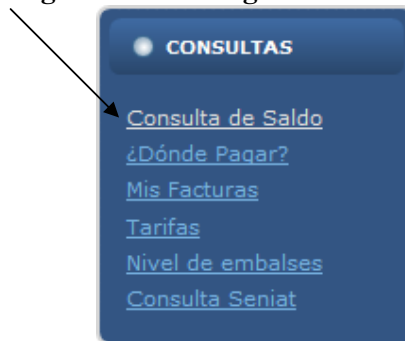 CONSULTAS
Consulta de Saldo
¿Dónde Pagar?
Mis Facturas
Tarifas
Nivel de embalses
Consulta Seniat